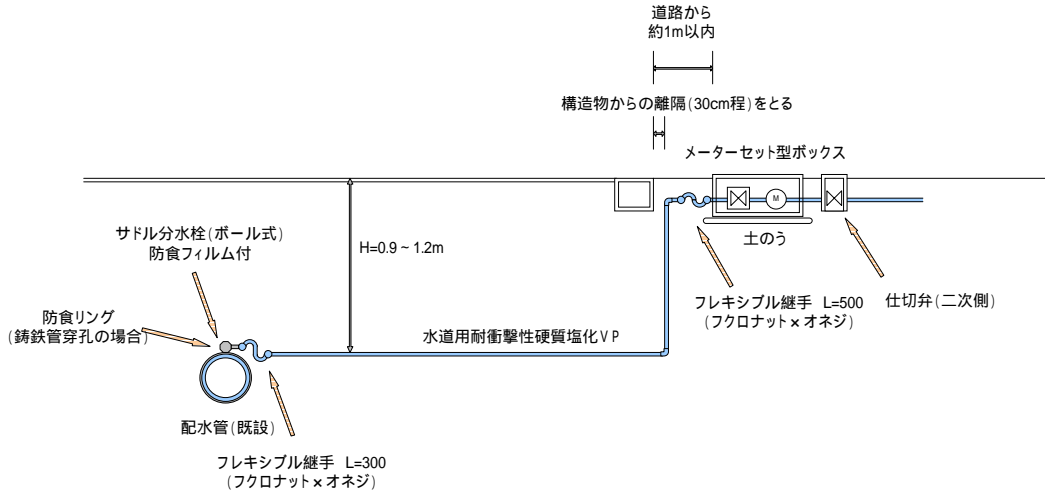 道路から
約1m以内
構造物からの離隔(30cm程)をとる
メーターセット型ボックス
M
土のう
サドル分水栓(ボール式)
防食フィルム付
H=0.9~1.2m
防食リング
(鋳鉄管穿孔の場合)
フレキシブル継手 L=500
(フクロナット×オネジ)
仕切弁(二次側)
水道用耐衝撃性硬質塩化VP
配水管(既設)
フレキシブル継手 L=300
(フクロナット×オネジ)